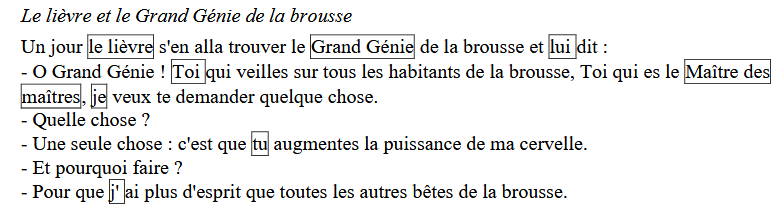 Le lièvre et le Grand Génie de la brousse
Un jour le lièvre s'en alla trouver le Grand Génie de la brousse et lui dit :
- O Grand Génie ! Toi qui veilles sur tous les habitants de la brousse, Toi qui es le Maître des
maîtres, je veux te demander quelque chose.
- Quelle chose ?
- Une seule chose : c'est que tu augmentes la puissance de ma cervelle.
- Et pourquoi faire ?
- Pour que j' ai plus d'esprit que toutes les autres bêtes de la brousse.